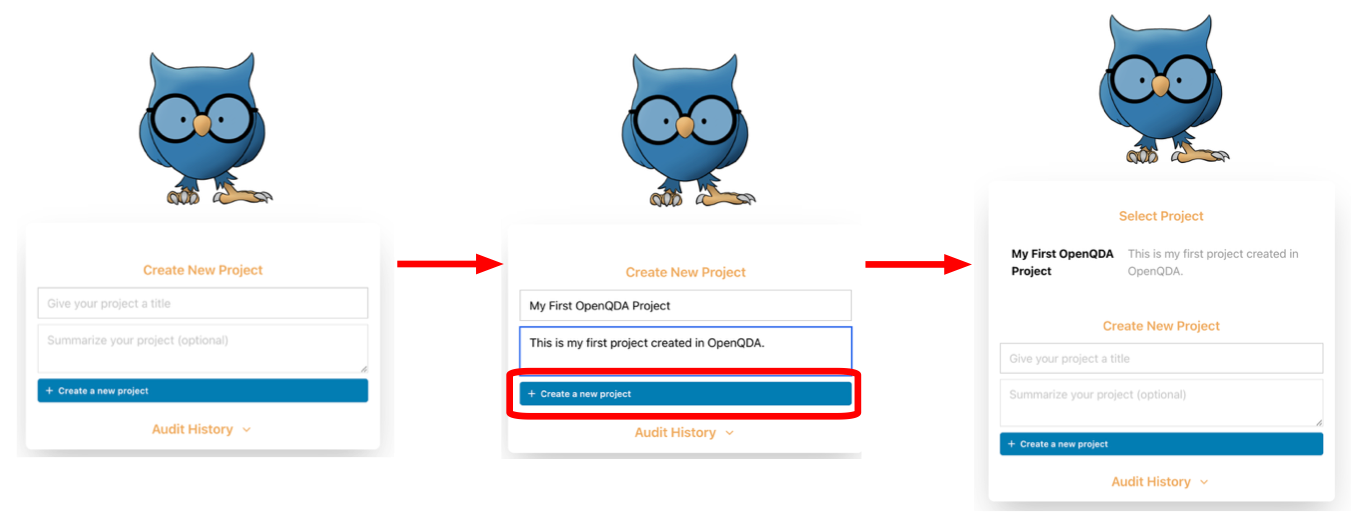 Create New Project
Give your project a title
Summarize your project (optional)
+ Create a new project
Audit History
Create New Project
My First OpenQDA Project
This is my first project created in OpenQDA.
+ Create a new project
Audit History
Select Project
My First OpenQDA
Project
This is my first project created in
OpenQDA.
Create New Project
Give your project a title
Summarize your project (optional)
+ Create a new project
Audit History